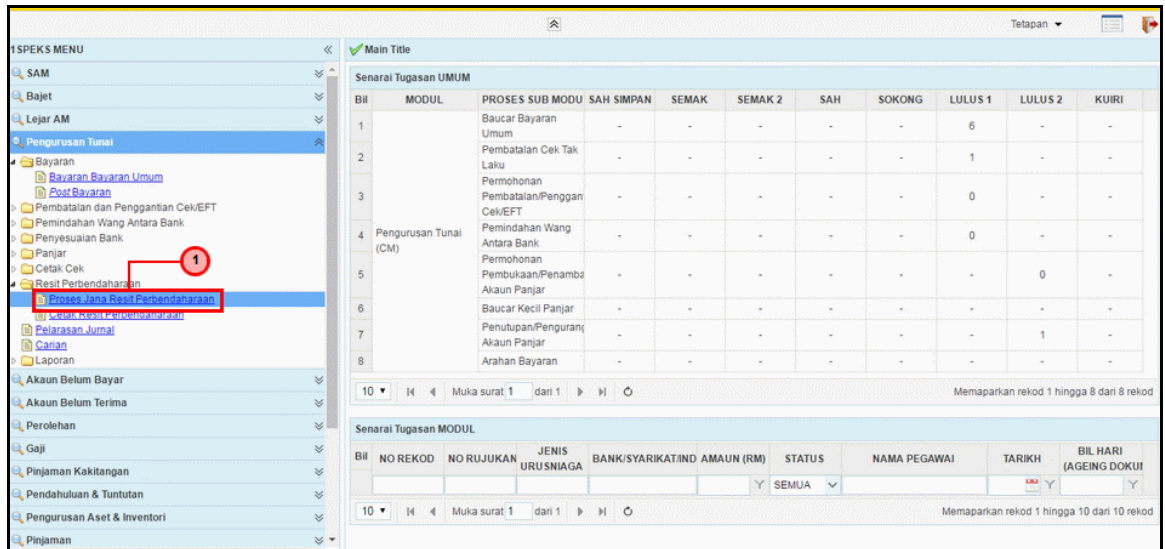 Tetapan
1SPEKS MENU
SAM
Bajet
Lejar AM
Pengurusan Tunai
Bayaran
Bayaran Bayaran Umum
Post Bayaran
Pembatalan dan Penggantian Cek/EFT
Pemindahan Wang Antara Bank
Penyesuaian Bank
Panjar
Cetak Cek
1
Resit Perbendaharaan
Proses Jana Resit Perbendaharaan
Cetak Resit Perbendaharaan
Pelarasan Jurnal
Carian
Laporan
Akaun Belum Bayar
Akaun Belum Terima
Perolehan
Gaji
Pinjaman Kakitangan
Pendahuluan & Tuntutan
Pengurusan Aset & Inventori
Pinjaman
Main Title
Senarai Tugasan UMUM
Bil MODUL PROSES SUB MODU SAH SIMPAN SEMAK SEMAK 2 SAH SOKONG LULUS 1 LULUS 2 KUIRI
Pengurusan Tunai
(CM)
1 Baucar Bayaran
Umum - - - - - 6 - -
2 Pembatalan Cek Tak
Laku - - - - - 1 - -
3 Permohonan
Pembatalan/Penggan
Cek/EFT - - - - - 0 - -
4 Pemindahan Wang
Antara Bank - - - - - 0 - -
5 Permohonan
Pembukaan/Penamba
Akaun Panjar - - - - - - 0 -
6 Baucar Kecil Panjar - - - - - - - -
7 Penutupan/Pengurang
Akaun Panjar - - - - - - 1 -
8 Arahan Bayaran - - - - - - - -
10 Muka surat 1 dari 1 Memaparkan rekod 1 hingga 8 dari 8 rekod
Senarai Tugasan MODUL
Bil NO REKOD NO RUJUKAN JENIS
URUSNIAGA BANK/SYARIKAT/IND AMAUN (RM) STATUS NAMA PEGAWAI TARIKH BIL HARI
(AGEING DOKUI
SEMUA
10 Muka surat 1 dari 1 Memaparkan rekod 1 hingga 10 dari 10 rekod